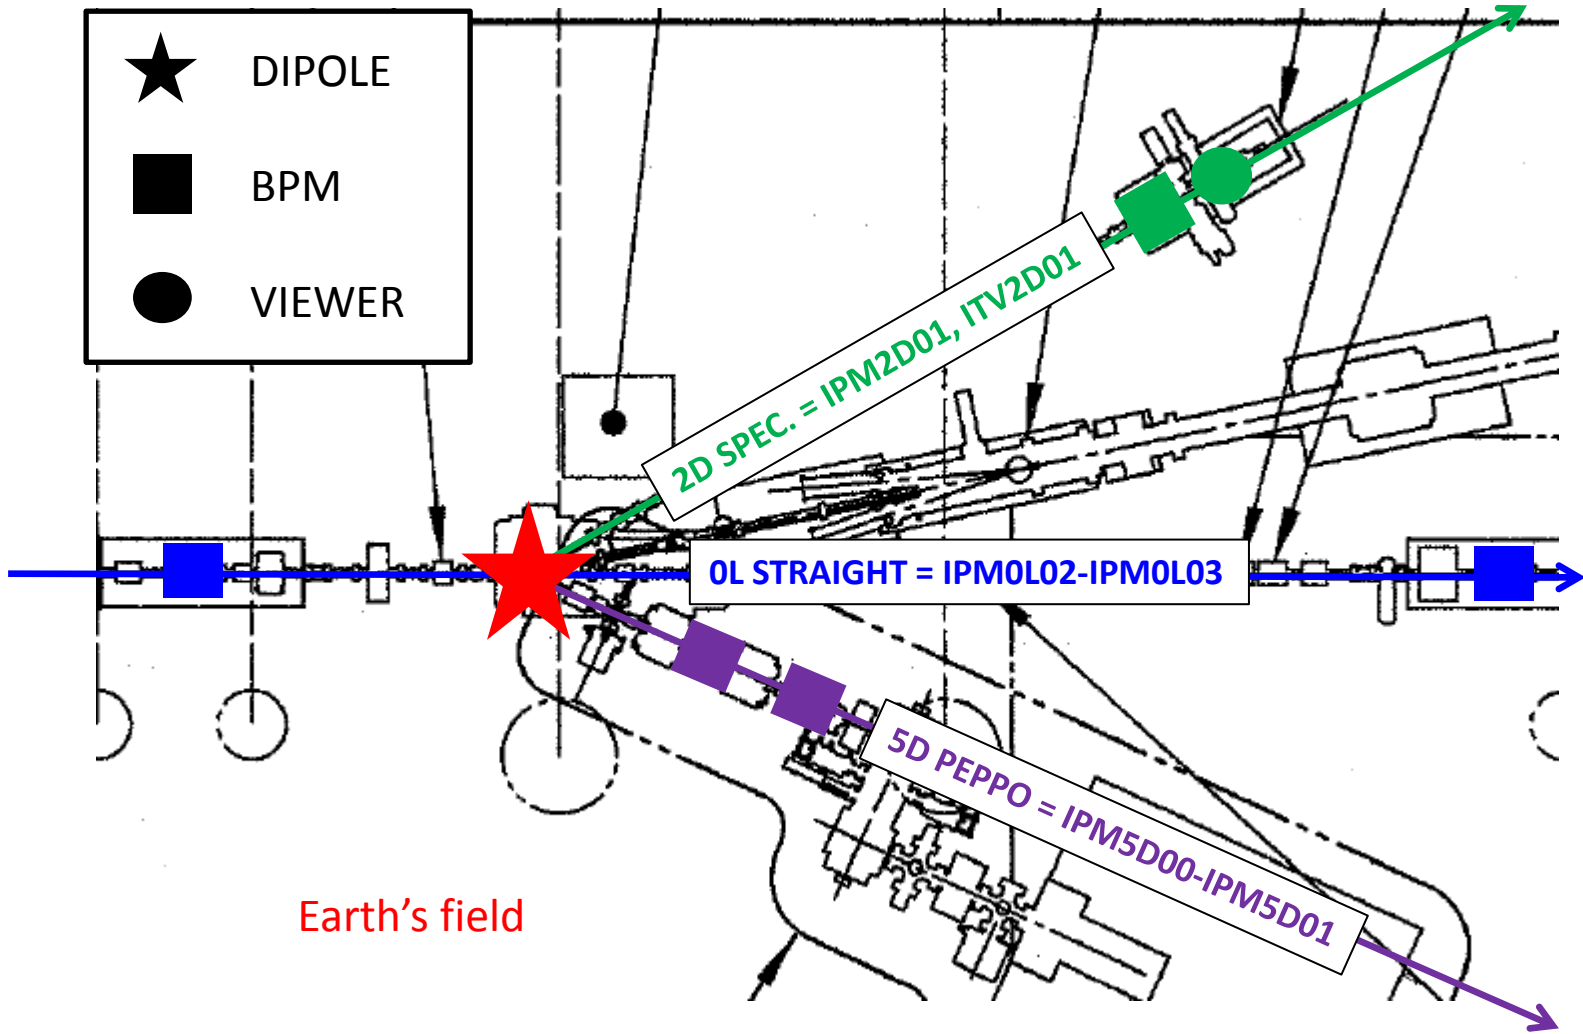 DIPOLE
BPM
VIEWER
2D SPEC. = IPM2D01, ITV2D01
0L STRAIGHT = IPM0L02-IPM0L03
5D PEPPO = IPM5D00-IPM5D01
Earth’s field